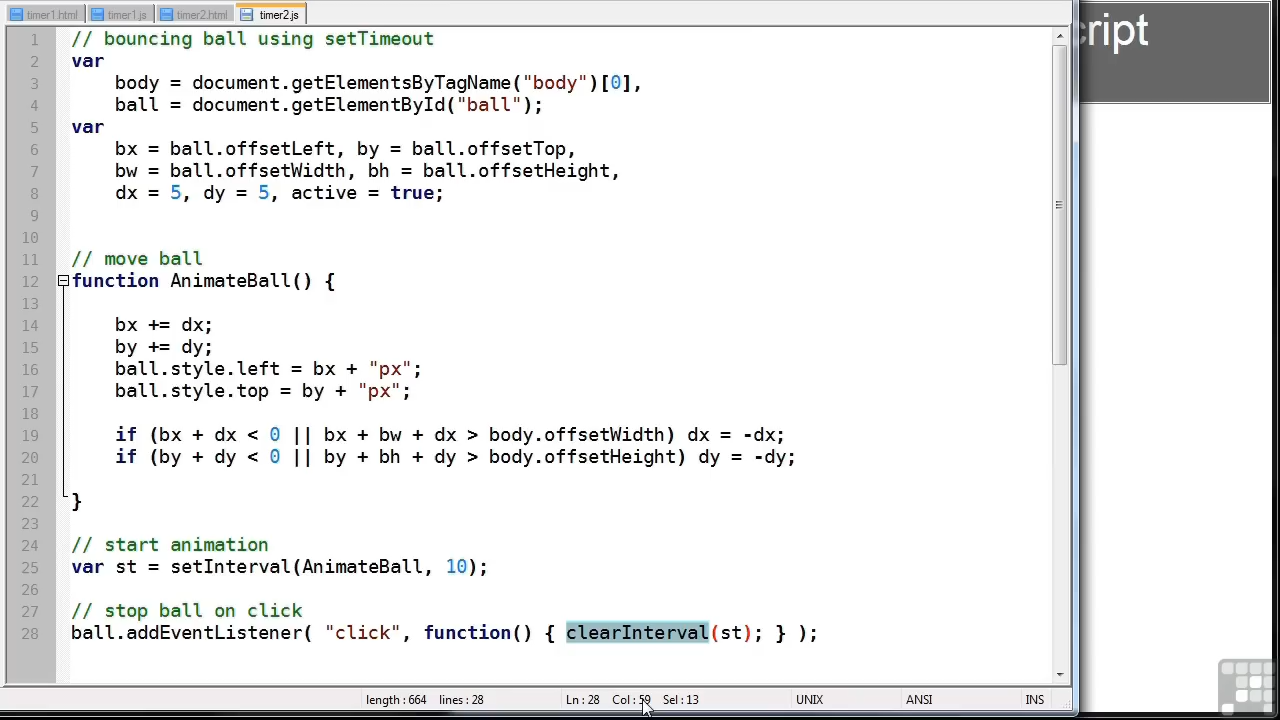 timer1.html timer1.js timer2.html timer2.js
cript
1 // bouncing ball using setTimeout
2 var
3 body = document.getElementsByTagName("body")[0],
4 ball = document.getElementById("ball");
5 var
6 bx = ball.offsetLeft, by = ball.offsetTop,
7 bw = ball.offsetWidth, bh = ball.offsetHeight,
8 dx = 5, dy = 5, active = true;
9
10
11 // move ball
12 function AnimateBall() {
13
14 bx += dx;
15 by += dy;
16 ball.style.left = bx + "px";
17 ball.style.top = by + "px";
18
19 if (bx + dx < 0 || bx + bw + dx > body.offsetWidth) dx = -dx;
20 if (by + dy < 0 || by + bh + dy > body.offsetHeight) dy = -dy;
21
22 }
23
24 // start animation
25 var st = setInterval(AnimateBall, 10);
26
27 // stop ball on click
28 ball.addEventListener( "click", function() { clearInterval(st); } );
length : 664 lines : 28 Ln : 28 Col : 59 Sel : 13 UNIX ANSI INS